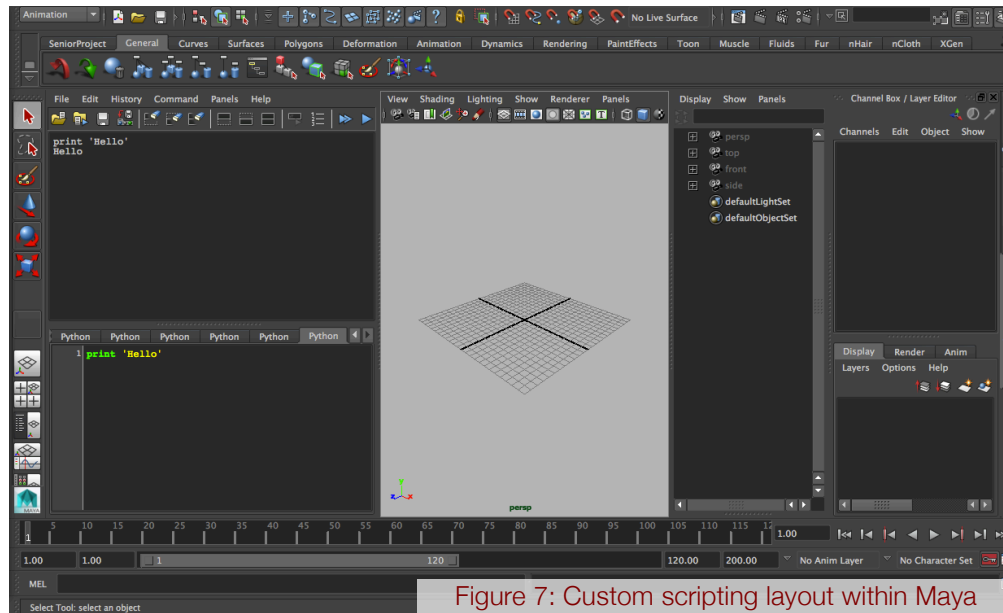 Animation No Live Surface
SeniorProject General Curves Surfaces Polygons Deformation Animation Dynamics Rendering PaintEffects Toon Muscle Fluids Fur nHair nCloth XGen
File Edit History Command Panels Help
print 'Hello'
Hello
Python Python Python Python Python Python
1 print 'Hello'
View Shading Lighting Show Renderer Panels
persp
Display Show Panels
persp
top
front
side
defaultLightSet
defaultObjectSet
Channel Box / Layer Editor
Channels Edit Object Show
Display Render Anim
Layers Options Help
MAYA
1 5 10 15 20 25 30 35 40 45 50 55 60 65 70 75 80 85 90 95 100 105 110 115 1.00
1.00 1.00 1 120 120.00 200.00 No Anim Layer No Character Set
MEL
Select Tool: select an object
Figure 7: Custom scripting layout within Maya